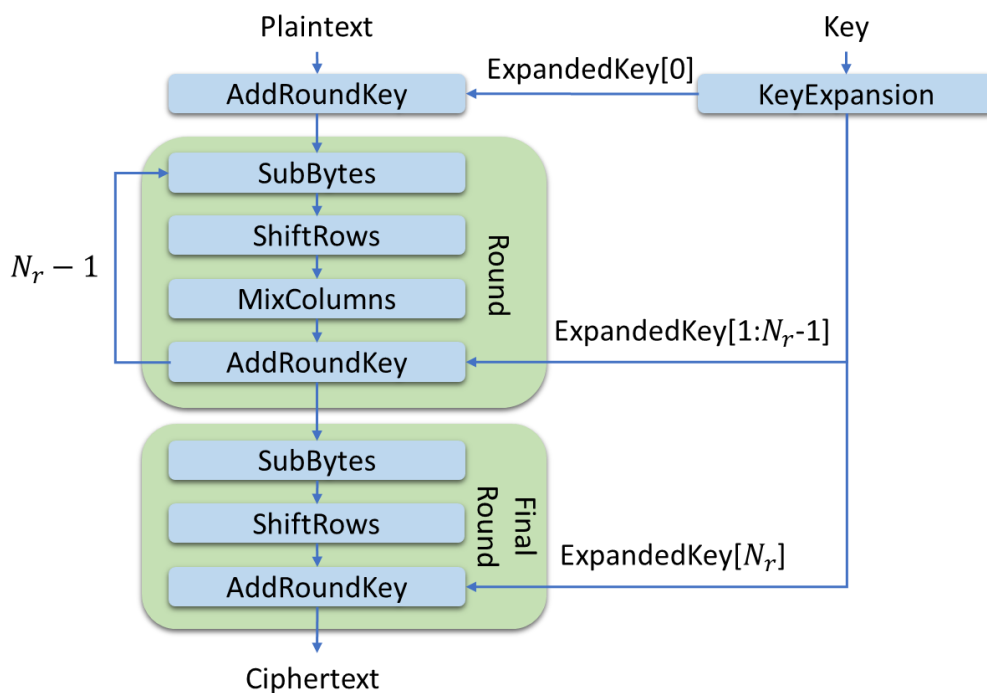 Plaintext
Key
ExpandedKey[0]
AddRoundKey
KeyExpansion
SubBytes
ShiftRows
MixColumns
AddRoundKey
Round
N_r − 1
ExpandedKey[1:N_r-1]
SubBytes
ShiftRows
AddRoundKey
Final
Round
ExpandedKey[N_r]
Ciphertext